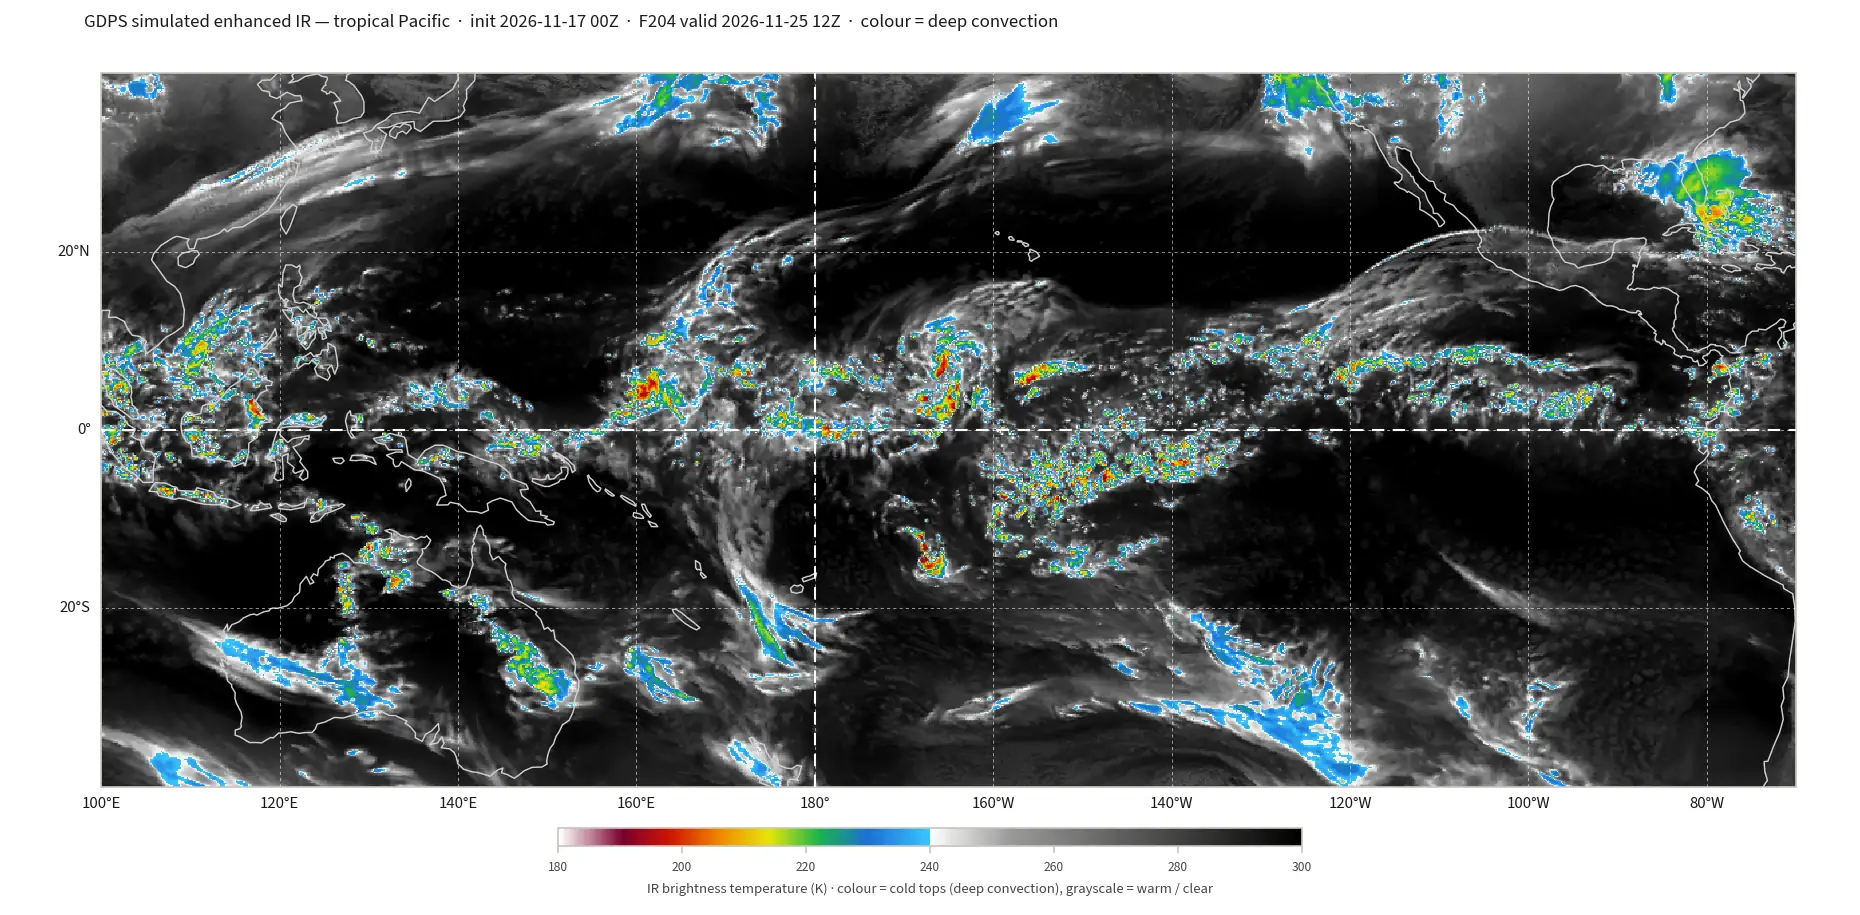 GDPS simulated enhanced IR — tropical Pacific · init 2026-11-17 00Z · F204 valid 2026-11-25 12Z · colour = deep convection
20°N
0°
20°S
100°E 120°E 140°E 160°E 180° 160°W 140°W 120°W 100°W 80°W
180 200 220 240 260 280 300
IR brightness temperature (K) · colour = cold tops (deep convection), grayscale = warm / clear